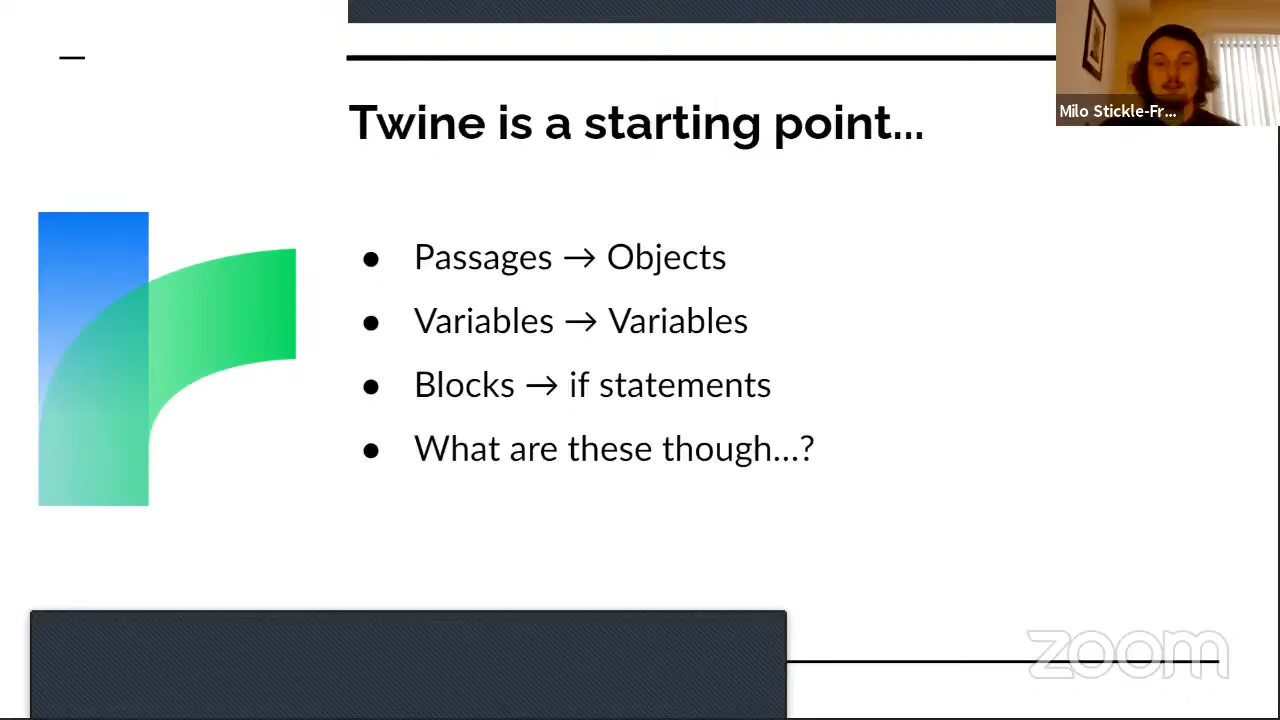 Twine is a starting point...
Milo Stickle-Fr...
● Passages → Objects
● Variables → Variables
● Blocks → if statements
● What are these though...?
zoom